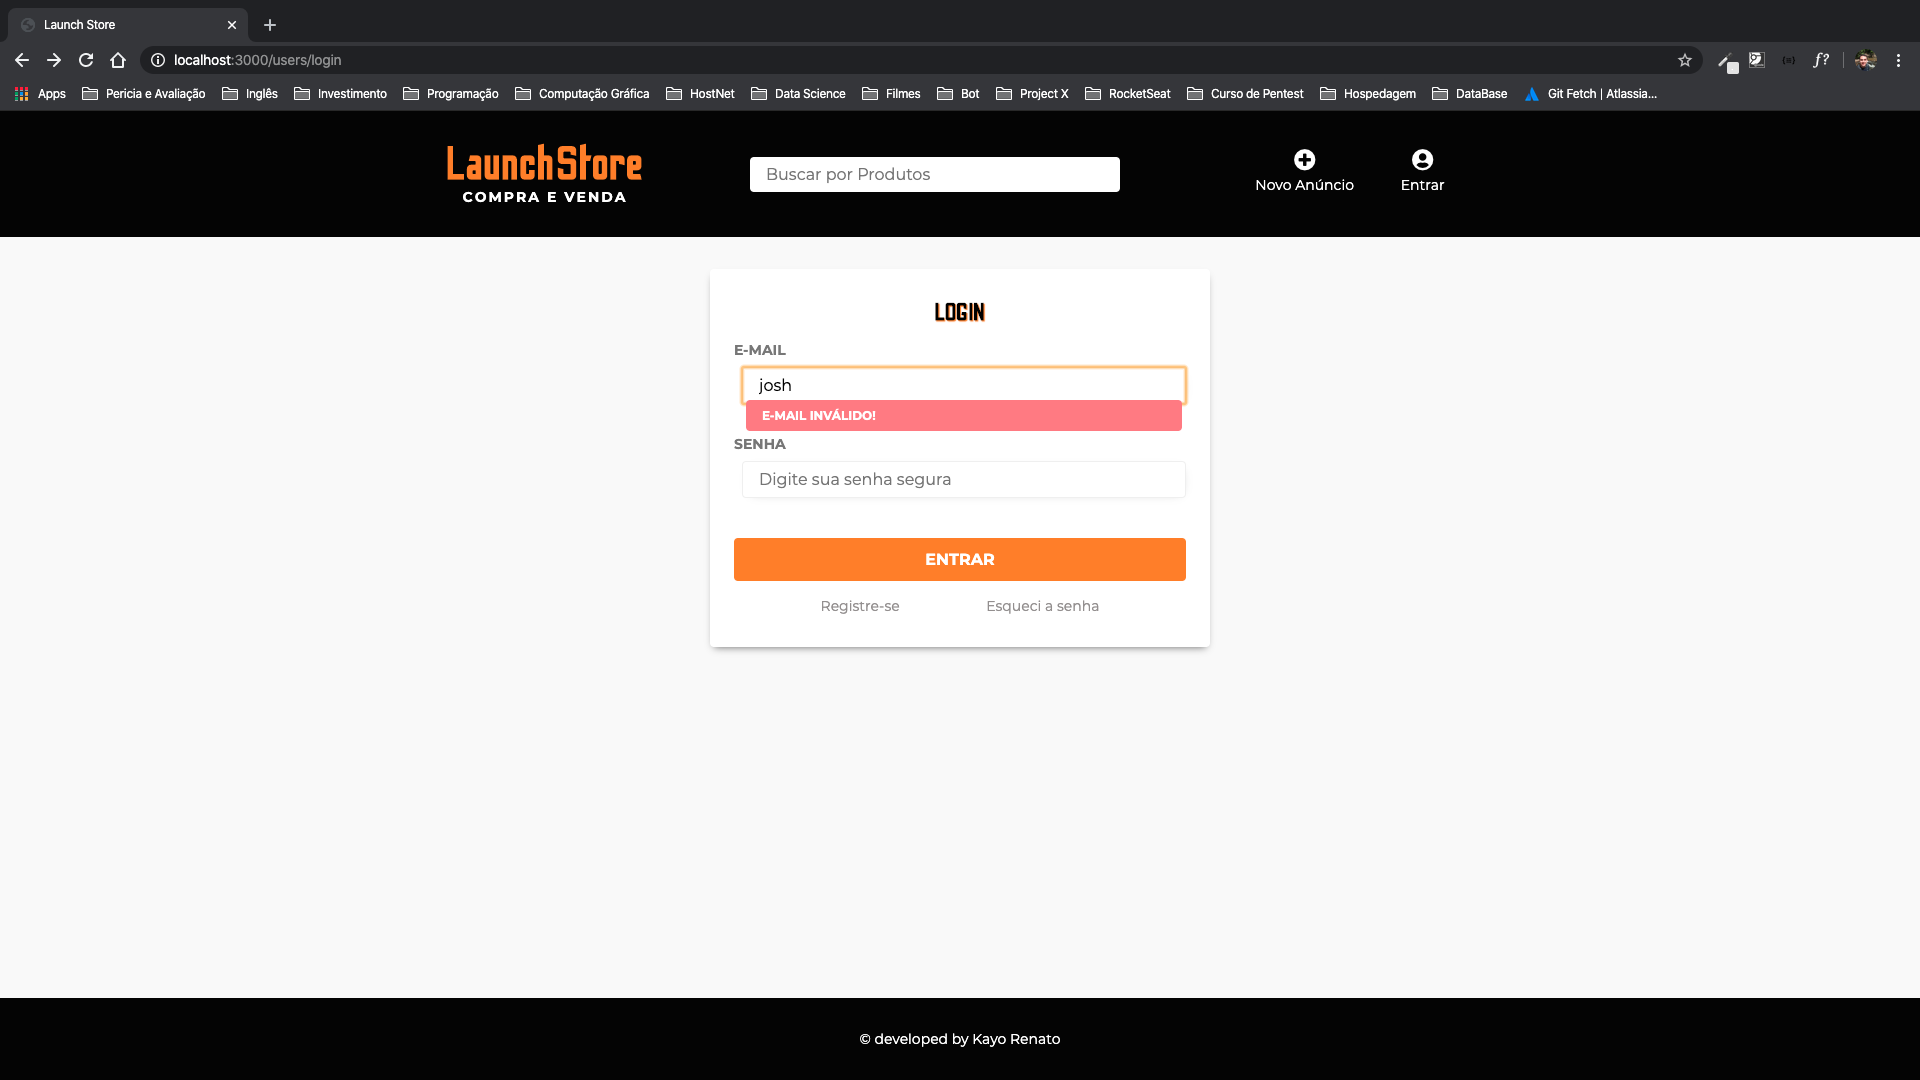 Launch Store
localhost:3000/users/login
Apps
Pericia e Avaliação
Inglês
Investimento
Programação
Computação Gráfica
HostNet
Data Science
Filmes
Bot
Project X
RocketSeat
Curso de Pentest
Hospedagem
DataBase
Git Fetch | Atlassia...
f?
LaunchStore
COMPRA E VENDA
Buscar por Produtos
Novo Anúncio
Entrar
LOGIN
E-MAIL
josh
E-MAIL INVÁLIDO!
SENHA
Digite sua senha segura
ENTRAR
Registre-se
Esqueci a senha
© developed by Kayo Renato